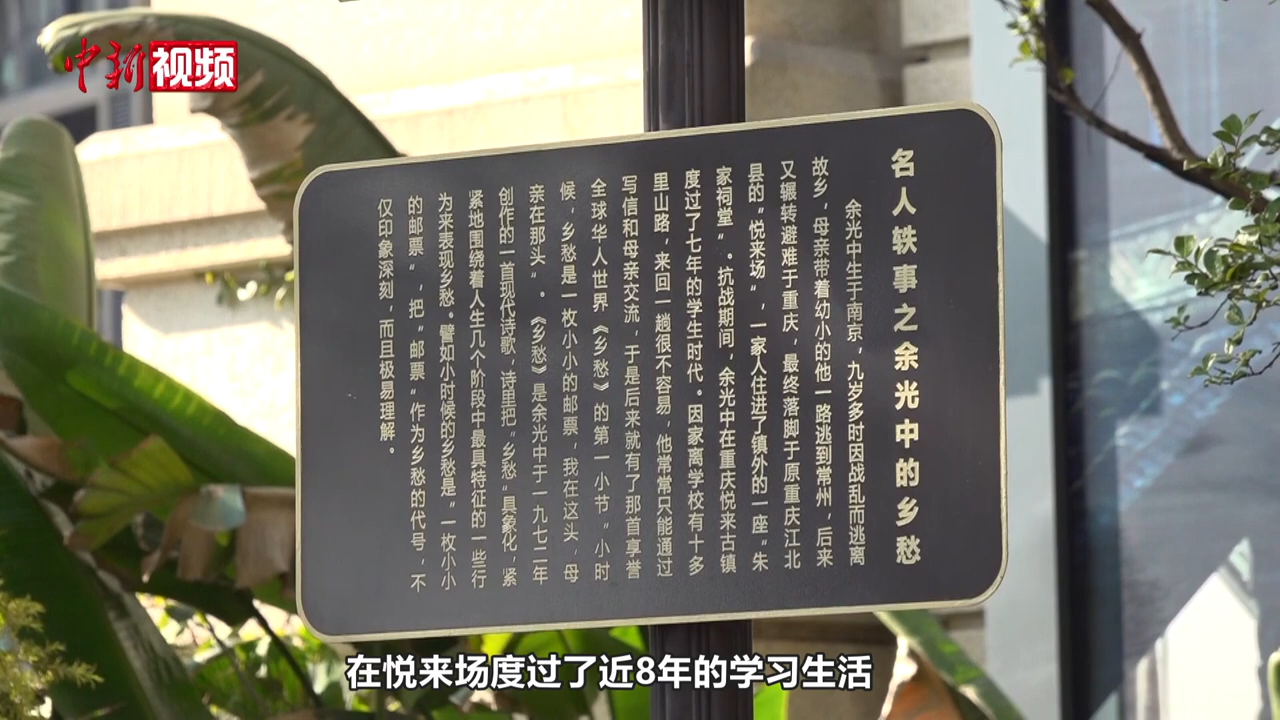 中新视频
名人轶事之余光中的乡愁
余光中生于南京，九岁多时因战乱而逃离
故乡，母亲带着幼小的他一路逃到常州，后来
又辗转避难于重庆，最终落脚于原重庆江北
县的“悦来场”，一家人住进了镇外的一座“朱
家祠堂”。抗战期间，余光中在重庆悦来古镇
度过了七年的学生时代。因家离学校有十多
里山路，来回一趟很不容易，他常常只能通过
写信和母亲交流，于是后来就有了那首享誉
全球华人世界《乡愁》的第一小节“小时
候，乡愁是一枚小小的邮票，我在这头，母
亲在那头”。《乡愁》是余光中于一九七二年
创作的一首现代诗歌，诗里把“乡愁”具象化，紧
紧地围绕着人生几个阶段中最具特征的一些行
为来表现乡愁。譬如小时候的乡愁是“一枚小小
的邮票”，把“邮票”作为乡愁的代号，不
仅印象深刻，而且极易理解。
在悦来场度过了近8年的学习生活